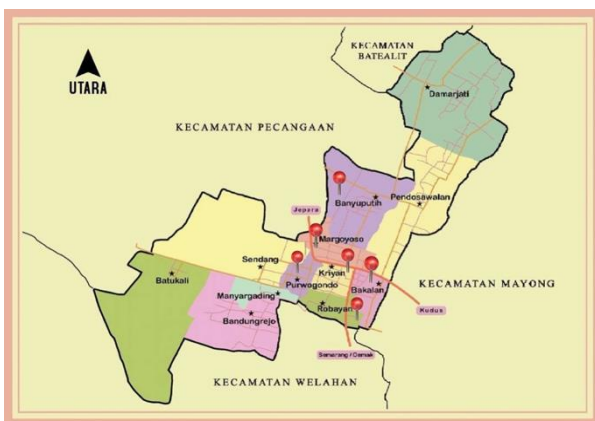 KECAMATAN
BATEALIT
UTARA
Damarjati
KECAMATAN PECANGAAN
Banyuputih
Pendosawalan
Jepara
Margoyoso
Sendang
Kriyan
Batukali
Purwogondo
Bakalan
KECAMATAN MAYONG
Manyargading
Robayan
Kudus
Bandungrejo
Semarang / Demak
KECAMATAN WELAHAN